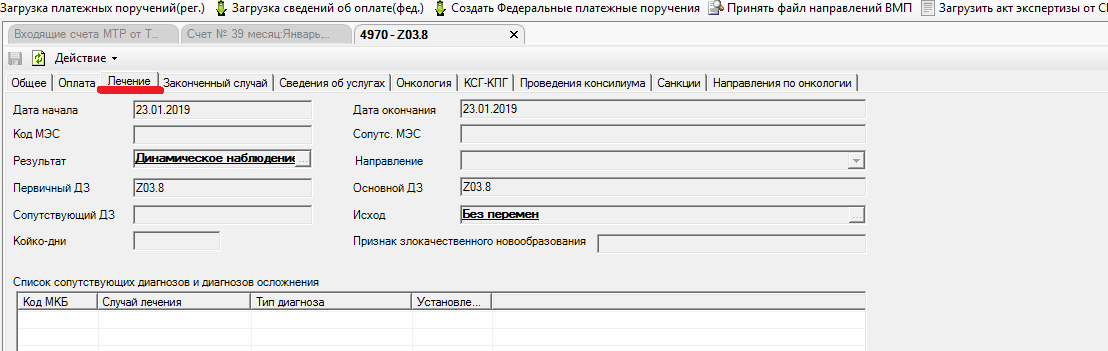 Загрузка платежных поручений(рег.) Загрузка сведений об оплате(фед.) Создать Федеральные платежные поручения Принять файл направлений ВМП Загрузить акт экспертизы от
Входящие счета МТР от Т... Счет № 39 месяц:Январь,... 4970 - Z03.8
Действие
Общее Оплата Лечение Законченный случай Сведения об услугах Онкология КСГ-КПГ Проведения консилиума Санкции Направления по онкологии
Дата начала 23.01.2019 Дата окончания 23.01.2019
Код МЭС Сопутс. МЭС
Результат Динамическое наблюдение ... Направление
Первичный ДЗ Z03.8 Основной ДЗ Z03.8
Сопутствующий ДЗ Исход Без перемен ...
Койко-дни Признак злокачественного новообразования
Список сопутствующих диагнозов и диагнозов осложнения
Код МКБ Случай лечения Тип диагноза Установле...